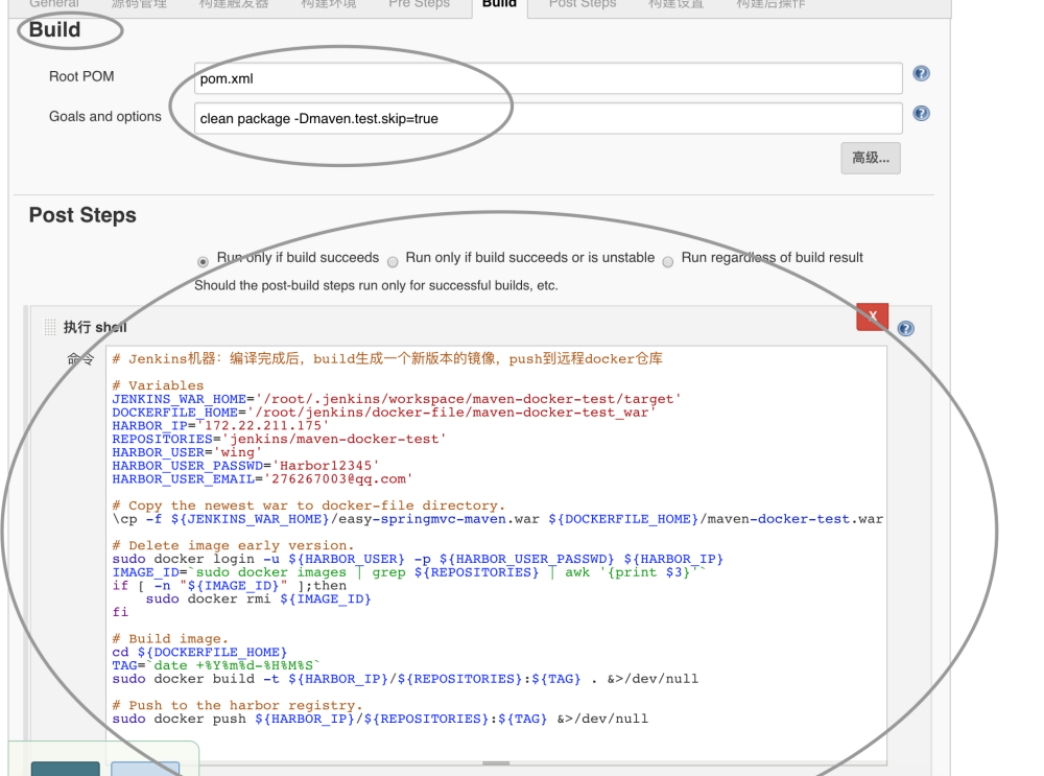 General 源码管理 构建触发器 构建环境 Pre Steps Build Post Steps 构建设置 构建后操作
Build
Root POM pom.xml
Goals and options clean package -Dmaven.test.skip=true
高级...
Post Steps
Run only if build succeeds Run only if build succeeds or is unstable Run regardless of build result
Should the post-build steps run only for successful builds, etc.
X
执行 shell
命令 # Jenkins机器：编译完成后，build生成一个新版本的镜像，push到远程docker仓库
# Variables
JENKINS_WAR_HOME='/root/.jenkins/workspace/maven-docker-test/target'
DOCKERFILE_HOME='/root/jenkins/docker-file/maven-docker-test_war'
HARBOR_IP='172.22.211.175'
REPOSITORIES='jenkins/maven-docker-test'
HARBOR_USER='wing'
HARBOR_USER_PASSWD='Harbor12345'
HARBOR_USER_EMAIL='276267003@qq.com'
# Copy the newest war to docker-file directory.
\cp -f ${JENKINS_WAR_HOME}/easy-springmvc-maven.war ${DOCKERFILE_HOME}/maven-docker-test.war
# Delete image early version.
sudo docker login -u ${HARBOR_USER} -p ${HARBOR_USER_PASSWD} ${HARBOR_IP}
IMAGE_ID=`sudo docker images | grep ${REPOSITORIES} | awk '{print $3}'`
if [ -n "${IMAGE_ID}" ];then
    sudo docker rmi ${IMAGE_ID}
fi
# Build image.
cd ${DOCKERFILE_HOME}
TAG=`date +%Y%m%d-%H%M%S`
sudo docker build -t ${HARBOR_IP}/${REPOSITORIES}:${TAG} . &>/dev/null
# Push to the harbor registry.
sudo docker push ${HARBOR_IP}/${REPOSITORIES}:${TAG} &>/dev/null